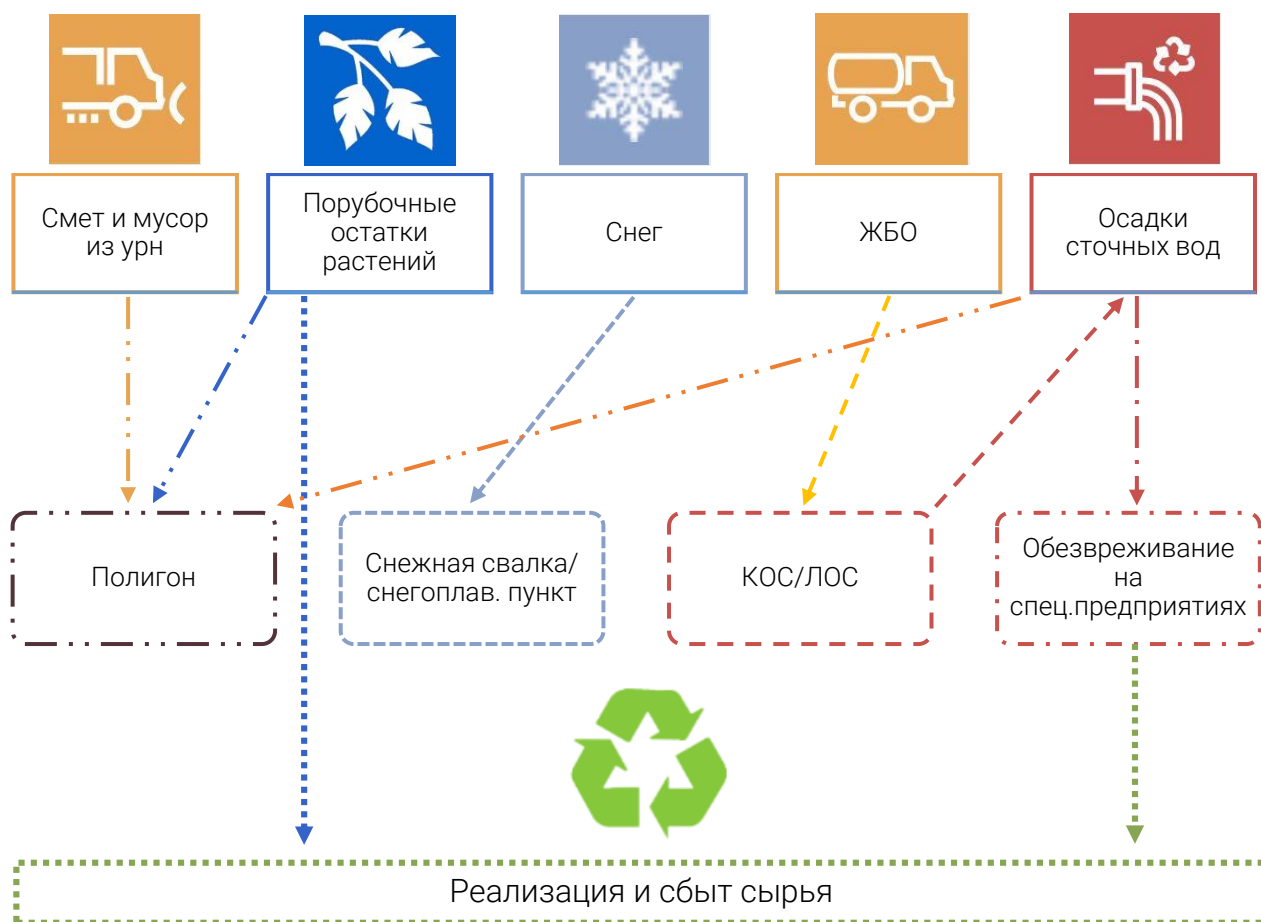 Смет и мусор
из урн
Порубочные
остатки
растений
Снег
ЖБО
Осадки
сточных вод
Полигон
Снежная свалка/
снегоплав. пункт
КОС/ЛОС
Обезвреживание
на
спец.предприятиях
Реализация и сбыт сырья